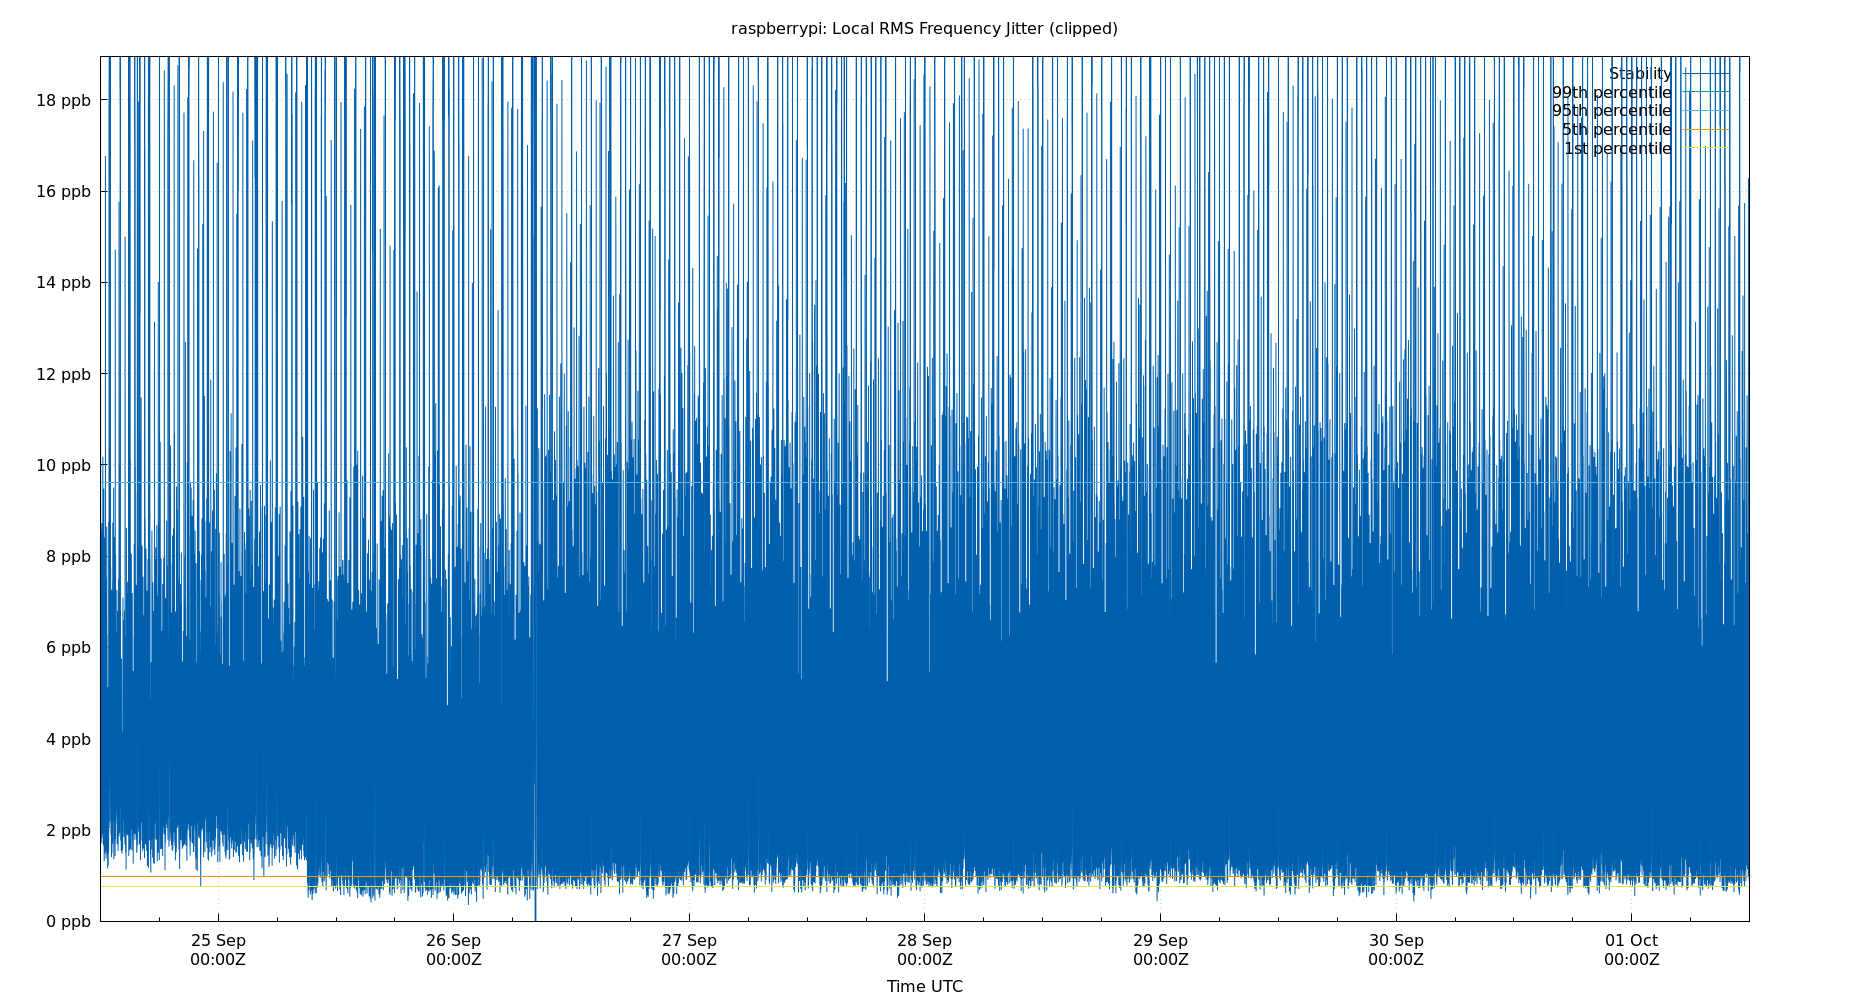 raspberrypi: Local RMS Frequency Jitter (clipped)
18 ppb
16 ppb
14 ppb
12 ppb
10 ppb
8 ppb
6 ppb
4 ppb
2 ppb
0 ppb
Stability
99th percentile
95th percentile
5th percentile
1st percentile
25 Sep
00:00Z
26 Sep
00:00Z
27 Sep
00:00Z
28 Sep
00:00Z
29 Sep
00:00Z
30 Sep
00:00Z
01 Oct
00:00Z
Time UTC